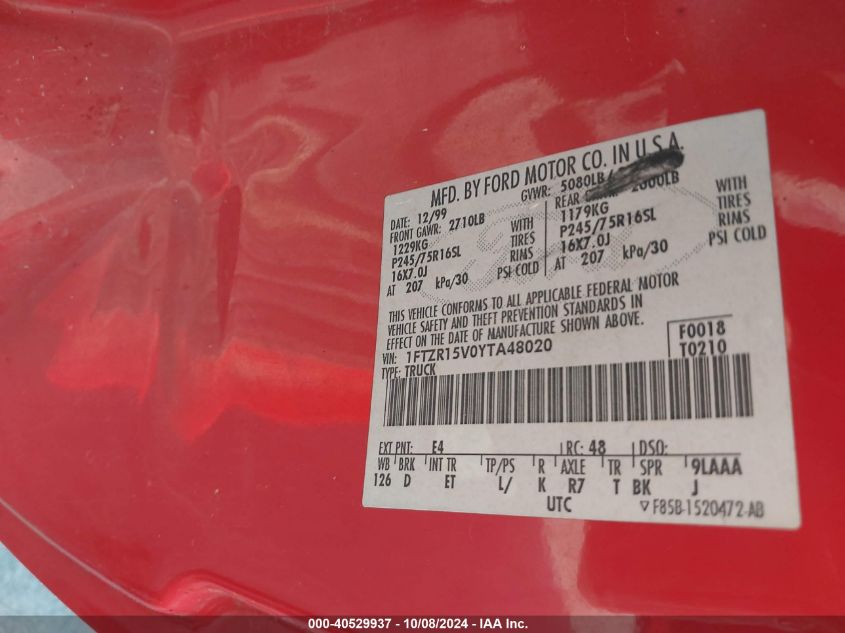 MFD. BY FORD MOTOR CO. IN U.S.A.
DATE: 12/99 GVWR: 5080LB/
FRONT GAWR: 2710LB REAR 2600LB
1229KG WITH 1179KG WITH
P245/75R16SL TIRES P245/75R16SL TIRES
16X7.0J RIMS 16X7.0J RIMS
AT 207 kPa/30 PSI COLD AT 207 kPa/30 PSI COLD
THIS VEHICLE CONFORMS TO ALL APPLICABLE FEDERAL MOTOR
VEHICLE SAFETY AND THEFT PREVENTION STANDARDS IN
EFFECT ON THE DATE OF MANUFACTURE SHOWN ABOVE.
VIN: 1FTZR15V0YTA48020 F0018
TYPE: TRUCK T0210
EXT PNT: E4 RC: 48 DSO:
WB BRK INT TR TP/PS R AXLE TR SPR 9LAAA
126 D ET L/ K R7 T BK J
UTC F85B-1520472-AB
000-40529937 - 10/08/2024 - IAA Inc.